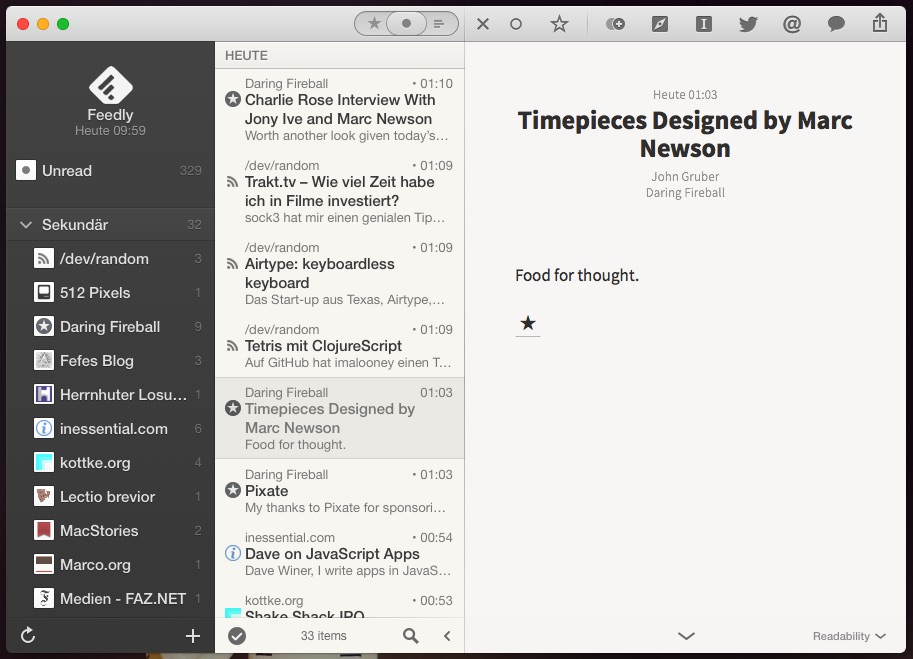 Feedly
Heute 09:59
Unread 329
Sekundär 32
/dev/random 3
512 Pixels 1
Daring Fireball 9
Fefes Blog 3
Herrnhuter Losu... 1
inessential.com 6
kottke.org 4
Lectio brevior 1
MacStories 2
Marco.org 1
Medien - FAZ.NET 1
HEUTE
Daring Fireball • 01:10
Charlie Rose Interview With
Jony Ive and Marc Newson
Worth another look given today's...
/dev/random • 01:09
Trakt.tv – Wie viel Zeit habe
ich in Filme investiert?
sock3 hat mir einen genialen Tip...
/dev/random • 01:09
Airtype: keyboardless
keyboard
Das Start-up aus Texas, Airtype,...
/dev/random • 01:09
Tetris mit ClojureScript
Auf GitHub hat imalooney einen T...
Daring Fireball 01:03
Timepieces Designed by
Marc Newson
Food for thought.
Daring Fireball • 01:03
Pixate
My thanks to Pixate for sponsori...
inessential.com • 00:54
Dave on JavaScript Apps
Dave Winer, I write apps in JavaS...
kottke.org • 00:53
Shake Shack IPO
33 items
Heute 01:03
Timepieces Designed by Marc
Newson
John Gruber
Daring Fireball
Food for thought.
★
Readability